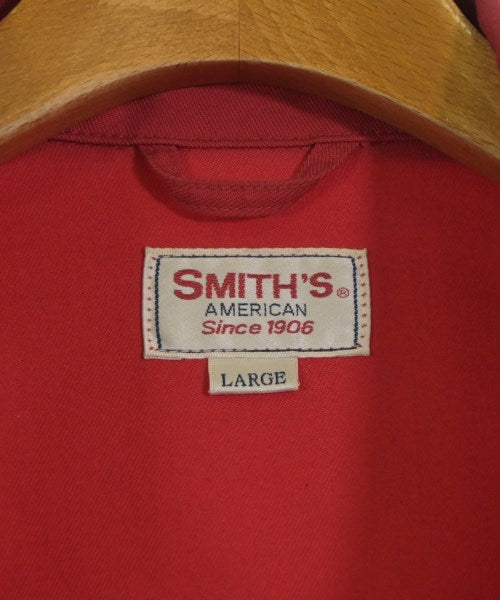 SMITH'S®
AMERICAN
Since 1906
LARGE